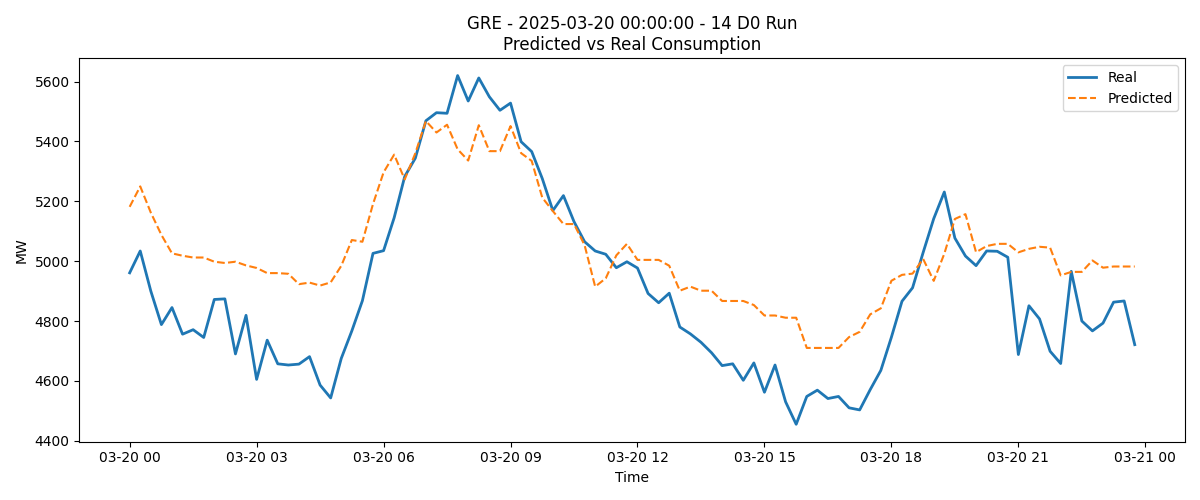 GRE - 2025-03-20 00:00:00 - 14 D0 Run
Predicted vs Real Consumption
Real
Predicted
MW
5600
5400
5200
5000
4800
4600
4400
03-20 00
03-20 03
03-20 06
03-20 09
03-20 12
03-20 15
03-20 18
03-20 21
03-21 00
Time